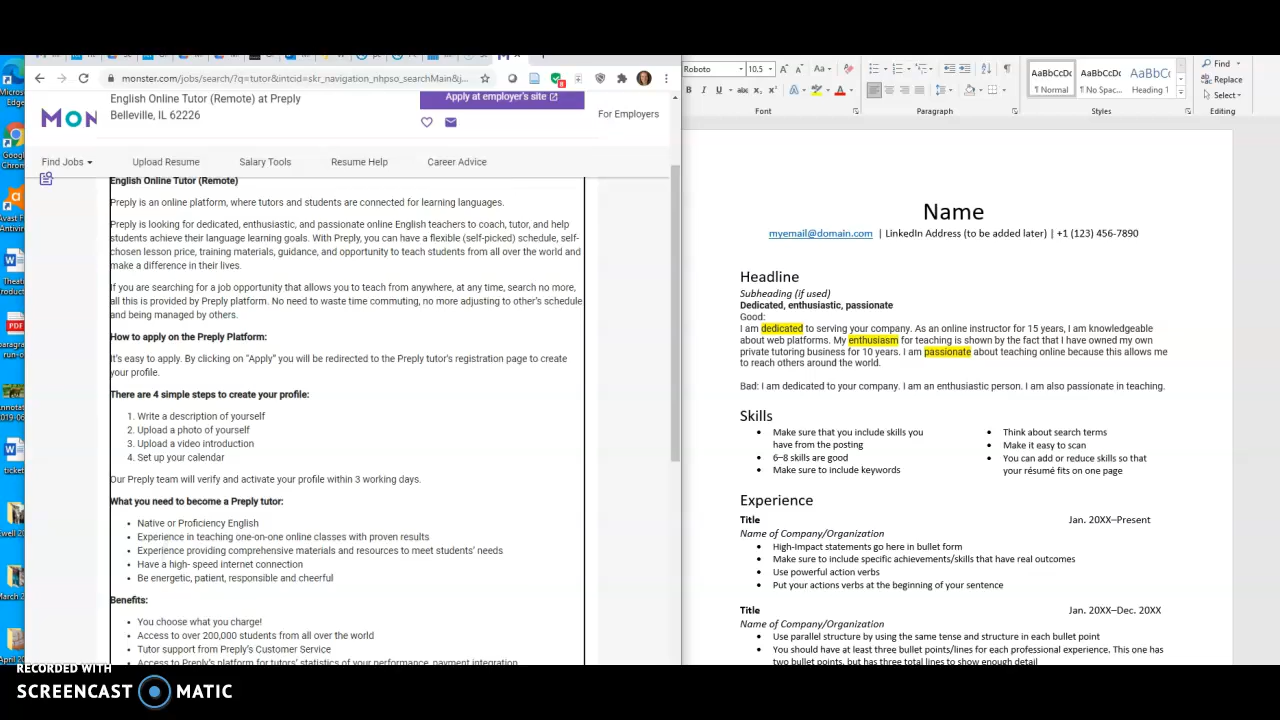 monster.com/jobs/search/?q=tutor&intcid=skr_navigation_nhpso_searchMain&j...
English Online Tutor (Remote) at Preply
Belleville, IL 62226
Apply at employer's site
MON
For Employers
Find Jobs
Upload Resume
Salary Tools
Resume Help
Career Advice
English Online Tutor (Remote)
Preply is an online platform, where tutors and students are connected for learning languages.
Preply is looking for dedicated, enthusiastic, and passionate online English teachers to coach, tutor, and help
students achieve their language learning goals. With Preply, you can have a flexible (self-picked) schedule, self-
chosen lesson price, training materials, guidance, and opportunity to teach students from all over the world and
make a difference in their lives.
If you are searching for a job opportunity that allows you to teach from anywhere, at any time, search no more,
all this is provided by Preply platform. No need to waste time commuting, no more adjusting to other's schedule
and being managed by others.
How to apply on the Preply Platform:
It's easy to apply. By clicking on "Apply" you will be redirected to the Preply tutor's registration page to create
your profile.
There are 4 simple steps to create your profile:
1. Write a description of yourself
2. Upload a photo of yourself
3. Upload a video introduction
4. Set up your calendar
Our Preply team will verify and activate your profile within 3 working days.
What you need to become a Preply tutor:
• Native or Proficiency English
• Experience in teaching one-on-one online classes with proven results
• Experience providing comprehensive materials and resources to meet students' needs
• Have a high- speed internet connection
• Be energetic, patient, responsible and cheerful
Benefits:
• You choose what you charge!
• Access to over 200,000 students from all over the world
• Tutor support from Preply's Customer Service
• Access to Preply's platform for tutors' statistics of your performance, payment integration
Roboto 10.5
Aa
Font
Paragraph
AaBbCcDc AaBbCcDc AaBbCc
¶ Normal ¶ No Spac... Heading 1
Styles
Find
Replace
Select
Editing
Name
myemail@domain.com | LinkedIn Address (to be added later) | +1 (123) 456-7890
Headline
Subheading (if used)
Dedicated, enthusiastic, passionate
Good:
I am dedicated to serving your company. As an online instructor for 15 years, I am knowledgeable
about web platforms. My enthusiasm for teaching is shown by the fact that I have owned my own
private tutoring business for 10 years. I am passionate about teaching online because this allows me
to reach others around the world.
Bad: I am dedicated to your company. I am an enthusiastic person. I am also passionate in teaching.
Skills
• Make sure that you include skills you
have from the posting
• 6–8 skills are good
• Make sure to include keywords
• Think about search terms
• Make it easy to scan
• You can add or reduce skills so that
your résumé fits on one page
Experience
Title Jan. 20XX–Present
Name of Company/Organization
• High-Impact statements go here in bullet form
• Make sure to include specific achievements/skills that have real outcomes
• Use powerful action verbs
• Put your actions verbs at the beginning of your sentence
Title Jan. 20XX–Dec. 20XX
Name of Company/Organization
• Use parallel structure by using the same tense and structure in each bullet point
• You should have at least three bullet points/lines for each professional experience. This one has
two bullet points, but has three total lines to show enough detail
RECORDED WITH
SCREENCAST MATIC